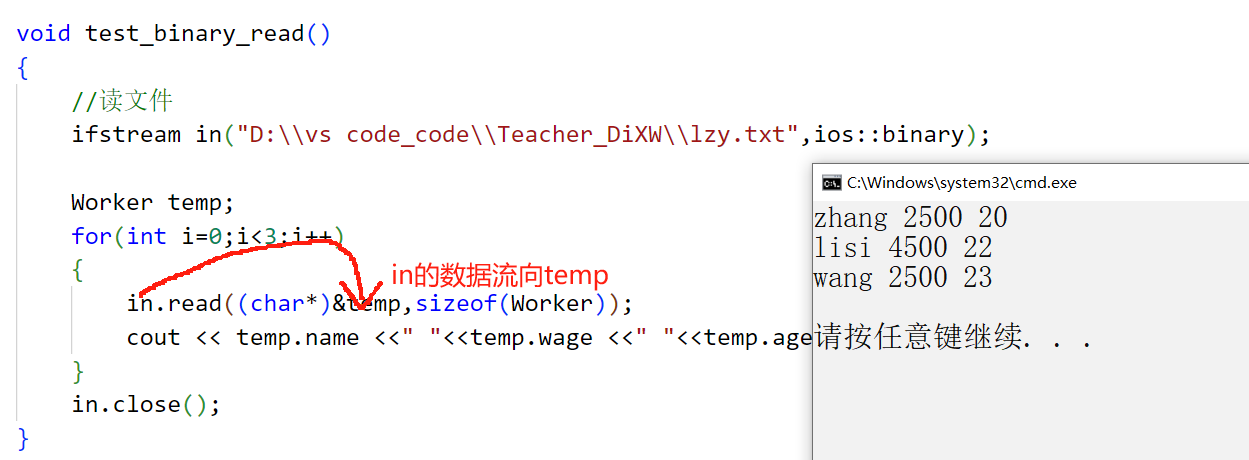 void test_binary_read()
{
//读文件
ifstream in("D:\\vs code_code\\Teacher_DiXW\\lzy.txt",ios::binary);
Worker temp;
for(int i=0;i<3;i++)
{
in的数据流向temp
in.read((char*)&temp,sizeof(Worker));
cout << temp.name <<" "<<temp.wage <<" "<<temp.age
}
in.close();
}
C:\Windows\system32\cmd.exe
zhang 2500 20
lisi 4500 22
wang 2500 23
请按任意键继续. . .